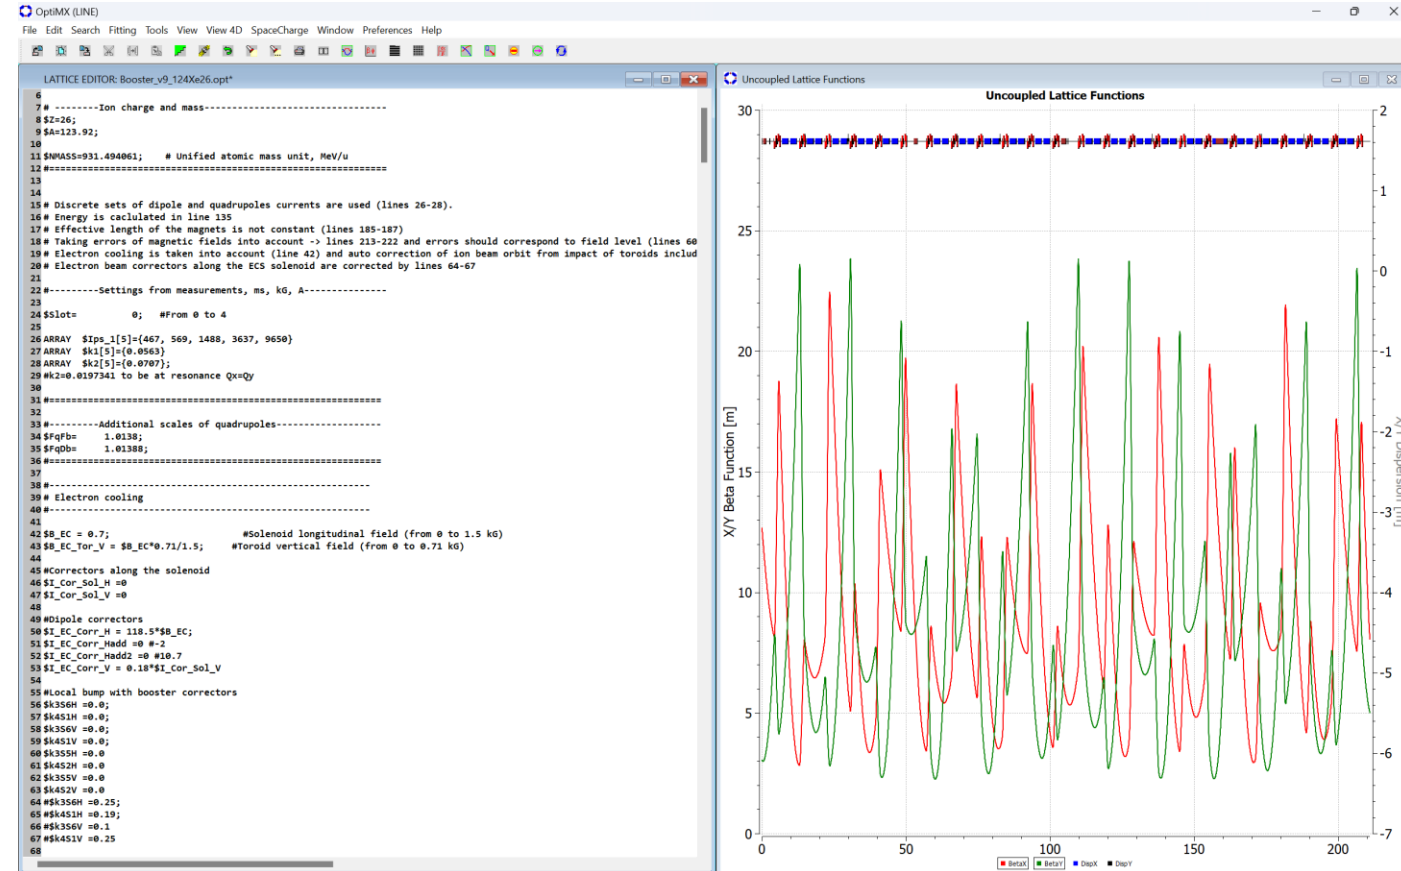 OptiMX (LINE)
File Edit Search Fitting Tools View View 4D SpaceCharge Window Preferences Help
LATTICE EDITOR: Booster_v9_124Xe26.opt*
6
7 # --------Ion charge and mass--------------------------------
8 $Z=26;
9 $A=123.92;
10
11 $NMASS=931.494061; # Unified atomic mass unit, MeV/u
12 #============================================================
13
14
15 # Discrete sets of dipole and quadrupoles currents are used (lines 26-28).
16 # Energy is caclulated in line 135
17 # Effective length of the magnets is not constant (lines 185-187)
18 # Taking errors of magnetic fields into account -> lines 213-222 and errors should correspond to field level (lines 60
19 # Electron cooling is taken into account (line 42) and auto correction of ion beam orbit from impact of toroids includ
20 # Electron beam correctors along the ECS solenoid are corrected by lines 64-67
21
22 #---------Settings from measurements, ms, kG, A---------------
23
24 $Slot= 0; #From 0 to 4
25
26 ARRAY $Ips_1[5]={467, 569, 1488, 3637, 9650}
27 ARRAY $k1[5]={0.0563}
28 ARRAY $k2[5]={0.0707};
29 #k2=0.0197341 to be at resonance Qx=Qy
30
31 #===========================================================
32
33 #---------Additional scales of quadrupoles-------------------
34 $FqFb= 1.0138;
35 $FqDb= 1.01388;
36 #===========================================================
37
38 #---------------------------------------------------------
39 # Electron cooling
40 #---------------------------------------------------------
41
42 $B_EC = 0.7; #Solenoid longitudinal field (from 0 to 1.5 kG)
43 $B_EC_Tor_V = $B_EC*0.71/1.5; #Toroid vertical field (from 0 to 0.71 kG)
44
45 #Correctors along the solenoid
46 $I_Cor_Sol_H =0
47 $I_Cor_Sol_V =0
48
49 #Dipole correctors
50 $I_EC_Corr_H = 118.5*$B_EC;
51 $I_EC_Corr_Hadd =0 #-2
52 $I_EC_Corr_Hadd2 =0 #10.7
53 $I_EC_Corr_V = 0.18*$I_Cor_Sol_V
54
55 #Local bump with booster correctors
56 $k3S6H =0.0;
57 $k4S1H =0.0;
58 $k3S6V =0.0;
59 $k4S1V =0.0;
60 $k3S5H =0.0
61 $k4S2H =0.0
62 $k3S5V =0.0
63 $k4S2V =0.0
64 #$k3S6H =0.25;
65 #$k4S1H =0.19;
66 #$k3S6V =0.1
67 #$k4S1V =0.25
68
Uncoupled Lattice Functions
Uncoupled Lattice Functions
X/Y Beta Function [m]
30
25
20
15
10
5
0
2
1
0
-1
-2
-3
-4
-5
-6
-7
X/Y Dispersion [m]
0 50 100 150 200
BetaX BetaY DispX DispY